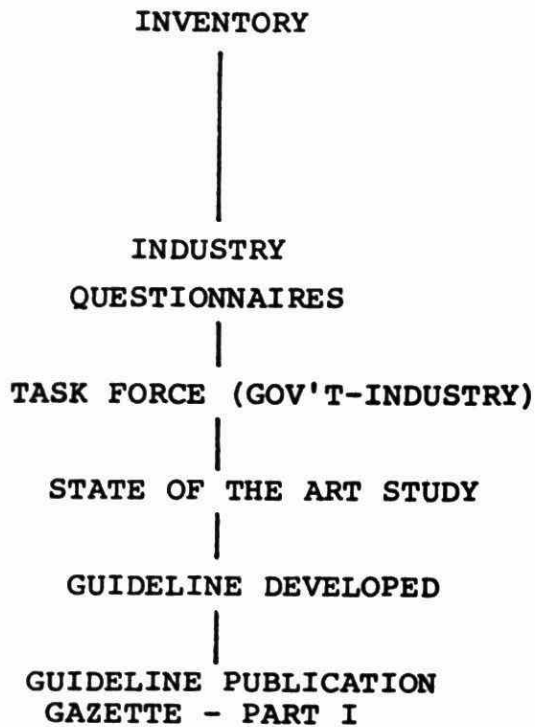 INVENTORY
INDUSTRY
QUESTIONNAIRES
TASK FORCE (GOV'T-INDUSTRY)
STATE OF THE ART STUDY
GUIDELINE DEVELOPED
GUIDELINE PUBLICATION
GAZETTE - PART I